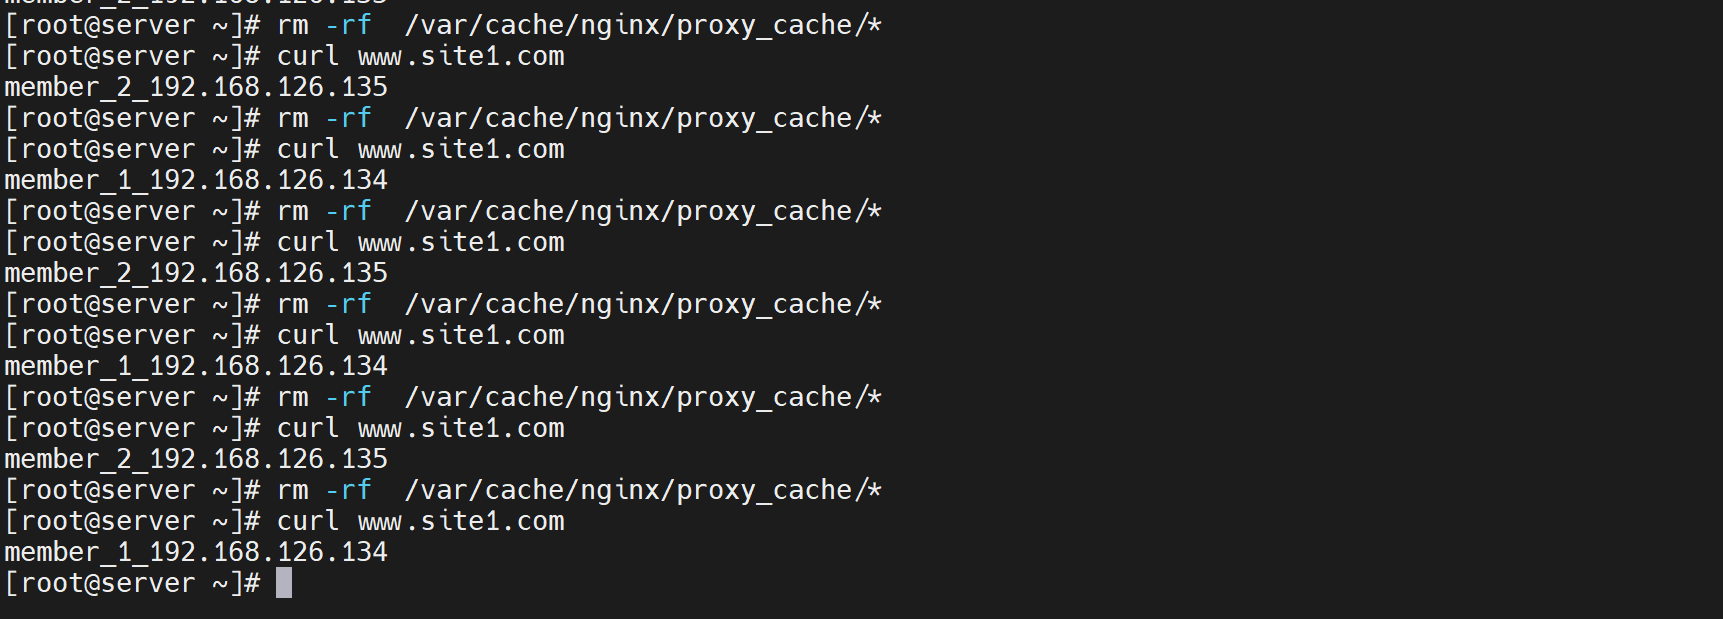 member_2_192.168.126.135
[root@server ~]# rm -rf  /var/cache/nginx/proxy_cache/*
[root@server ~]# curl www.site1.com
member_2_192.168.126.135
[root@server ~]# rm -rf  /var/cache/nginx/proxy_cache/*
[root@server ~]# curl www.site1.com
member_1_192.168.126.134
[root@server ~]# rm -rf  /var/cache/nginx/proxy_cache/*
[root@server ~]# curl www.site1.com
member_2_192.168.126.135
[root@server ~]# rm -rf  /var/cache/nginx/proxy_cache/*
[root@server ~]# curl www.site1.com
member_1_192.168.126.134
[root@server ~]# rm -rf  /var/cache/nginx/proxy_cache/*
[root@server ~]# curl www.site1.com
member_2_192.168.126.135
[root@server ~]# rm -rf  /var/cache/nginx/proxy_cache/*
[root@server ~]# curl www.site1.com
member_1_192.168.126.134
[root@server ~]#